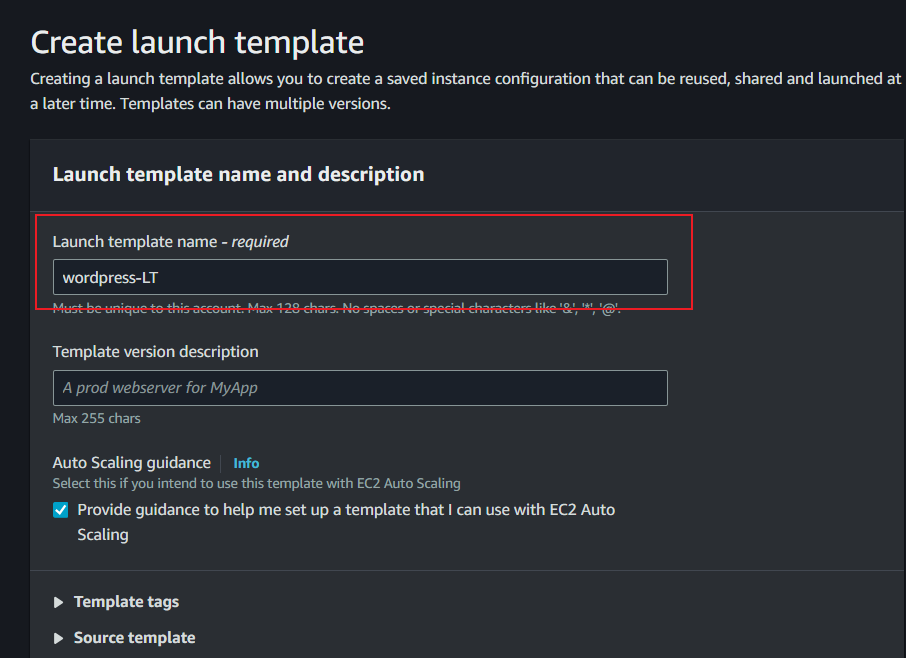 Create launch template
Creating a launch template allows you to create a saved instance configuration that can be reused, shared and launched at
a later time. Templates can have multiple versions.
Launch template name and description
Launch template name - required
wordpress-LT
Must be unique to this account. Max 128 chars. No spaces or special characters like '&', '*', '@'.
Template version description
A prod webserver for MyApp
Max 255 chars
Auto Scaling guidance Info
Select this if you intend to use this template with EC2 Auto Scaling
Provide guidance to help me set up a template that I can use with EC2 Auto
Scaling
Template tags
Source template